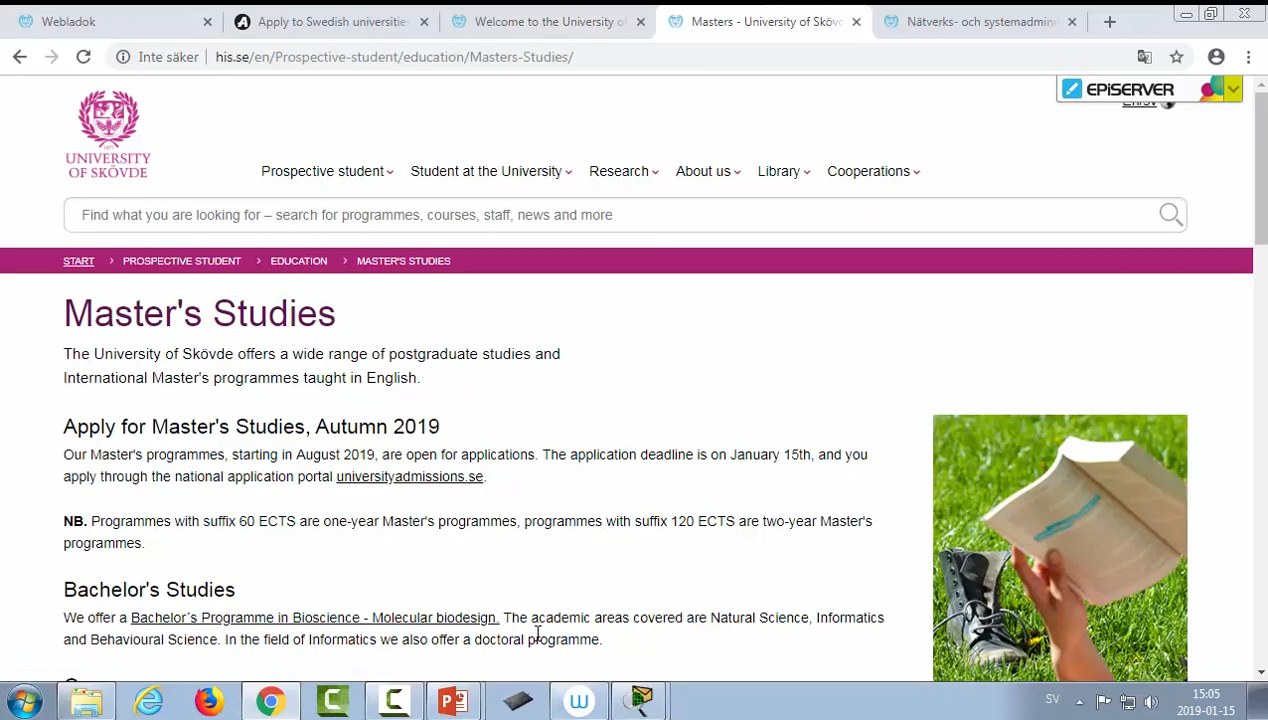 Webladok
Apply to Swedish universities
Welcome to the University of
Masters - University of Skövd
Nätverks- och systemadmin
Inte säker
his.se/en/Prospective-student/education/Masters-Studies/
EPISERVER
En/Sv
UNIVERSITY
OF SKÖVDE
Prospective student
Student at the University
Research
About us
Library
Cooperations
Find what you are looking for – search for programmes, courses, staff, news and more
START
PROSPECTIVE STUDENT
EDUCATION
MASTER'S STUDIES
Master's Studies
The University of Skövde offers a wide range of postgraduate studies and
International Master's programmes taught in English.
Apply for Master's Studies, Autumn 2019
Our Master's programmes, starting in August 2019, are open for applications. The application deadline is on January 15th, and you
apply through the national application portal universityadmissions.se.
NB. Programmes with suffix 60 ECTS are one-year Master's programmes, programmes with suffix 120 ECTS are two-year Master's
programmes.
Bachelor's Studies
We offer a Bachelor´s Programme in Bioscience - Molecular biodesign. The academic areas covered are Natural Science, Informatics
and Behavioural Science. In the field of Informatics we also offer a doctoral programme.
SV
15:05
2019-01-15